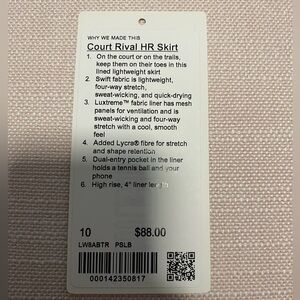 WHY WE MADE THIS
Court Rival HR Skirt
1. On the court or on the trails,
keep them on their toes in this
lined lightweight skirt
2. Swift fabric is lightweight,
four-way stretch,
sweat-wicking, and quick-drying
3. Luxtreme™ fabric liner has mesh
panels for ventilation and is
sweat-wicking and four-way
stretch with a cool, smooth
feel
4. Added Lycra® fibre for stretch
and shape retention
5. Dual-entry pocket in the liner
holds a tennis ball and your
phone
6. High rise, 4" liner length
10 $88.00
LW8ABTR PSLB
000142350817